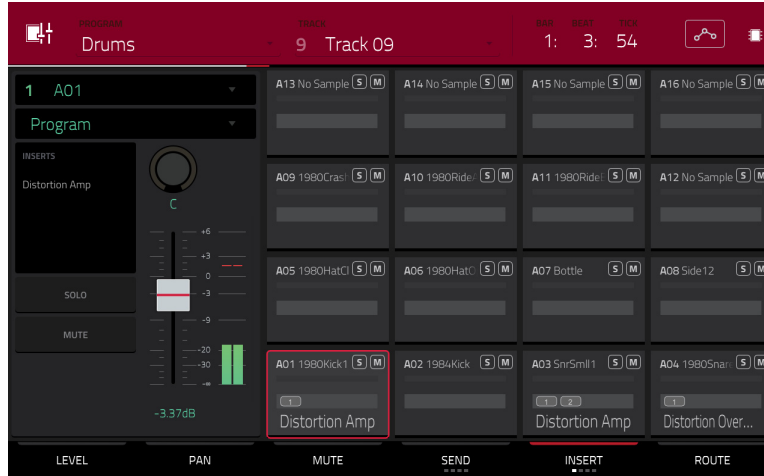 PROGRAM
Drums
TRACK
9 Track 09
BAR BEAT TICK
1: 3: 54
1 A01
Program
INSERTS
Distortion Amp
C
+6
+3
0
-3
-9
-20
-30
-∞
SOLO
MUTE
-3.37dB
A13 No Sample S M
A14 No Sample S M
A15 No Sample S M
A16 No Sample S M
A09 1980Crash S M
A10 1980Ride S M
A11 1980Ride S M
A12 No Sample S M
A05 1980HatCl S M
A06 1980HatO S M
A07 Bottle S M
A08 Side12 S M
A01 1980Kick1 S M
1
Distortion Amp
A02 1984Kick S M
A03 SnrSmll1 S M
1 2
Distortion Amp
A04 1980Snar S M
1
Distortion Over...
LEVEL
PAN
MUTE
SEND
INSERT
ROUTE